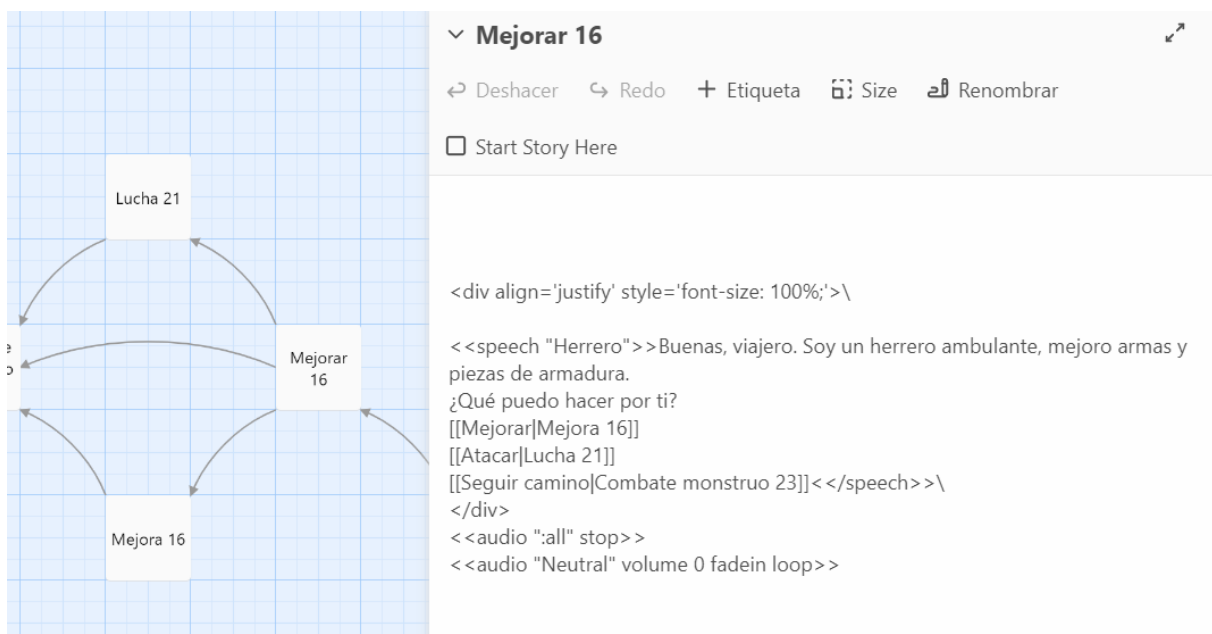 Mejorar 16
Deshacer Redo + Etiqueta Size Renombrar
Start Story Here
Lucha 21
e
o
Mejorar
16
Mejora 16
<div align='justify' style='font-size: 100%;'>\
<<speech "Herrero">>Buenas, viajero. Soy un herrero ambulante, mejoro armas y
piezas de armadura.
¿Qué puedo hacer por ti?
[[Mejorar|Mejora 16]]
[[Atacar|Lucha 21]]
[[Seguir camino|Combate monstruo 23]]<</speech>>\
</div>
<<audio ":all" stop>>
<<audio "Neutral" volume 0 fadein loop>>